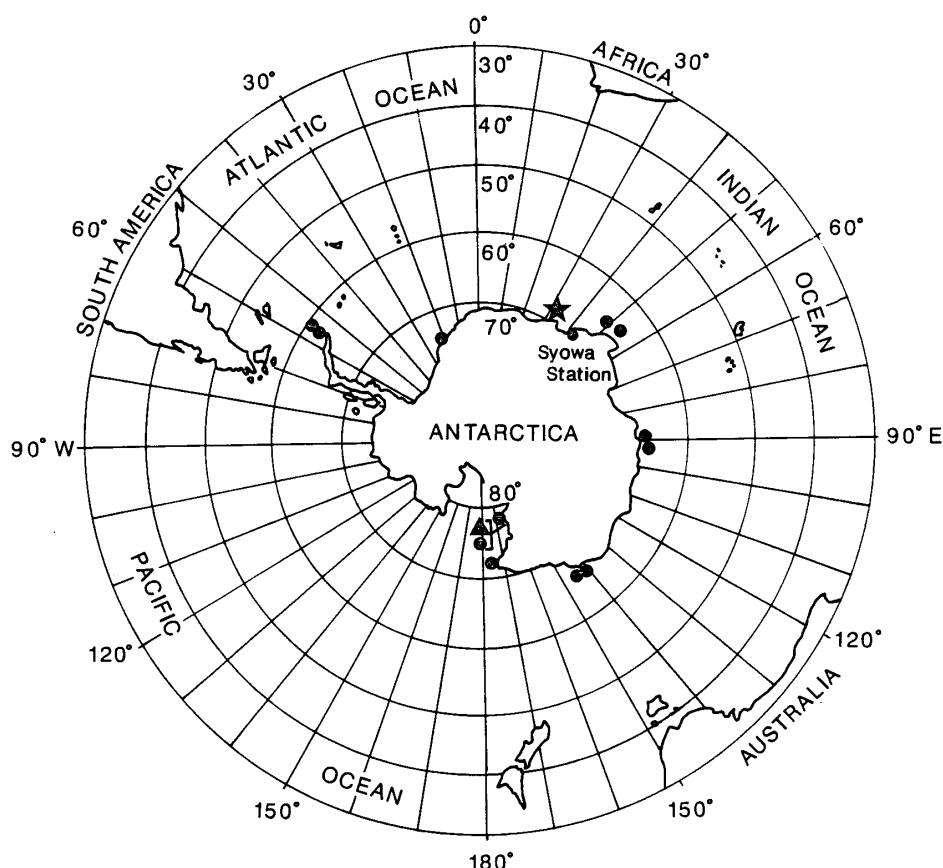 0°
30°
AFRICA
30°
30°
OCEAN
ATLANTIC
40°
50°
INDIAN
60°
SOUTH AMERICA
60°
60°
OCEAN
70°
Syowa
Station
ANTARCTICA
90° W
90° E
80°
PACIFIC
120°
120°
AUSTRALIA
OCEAN
150°
150°
180°